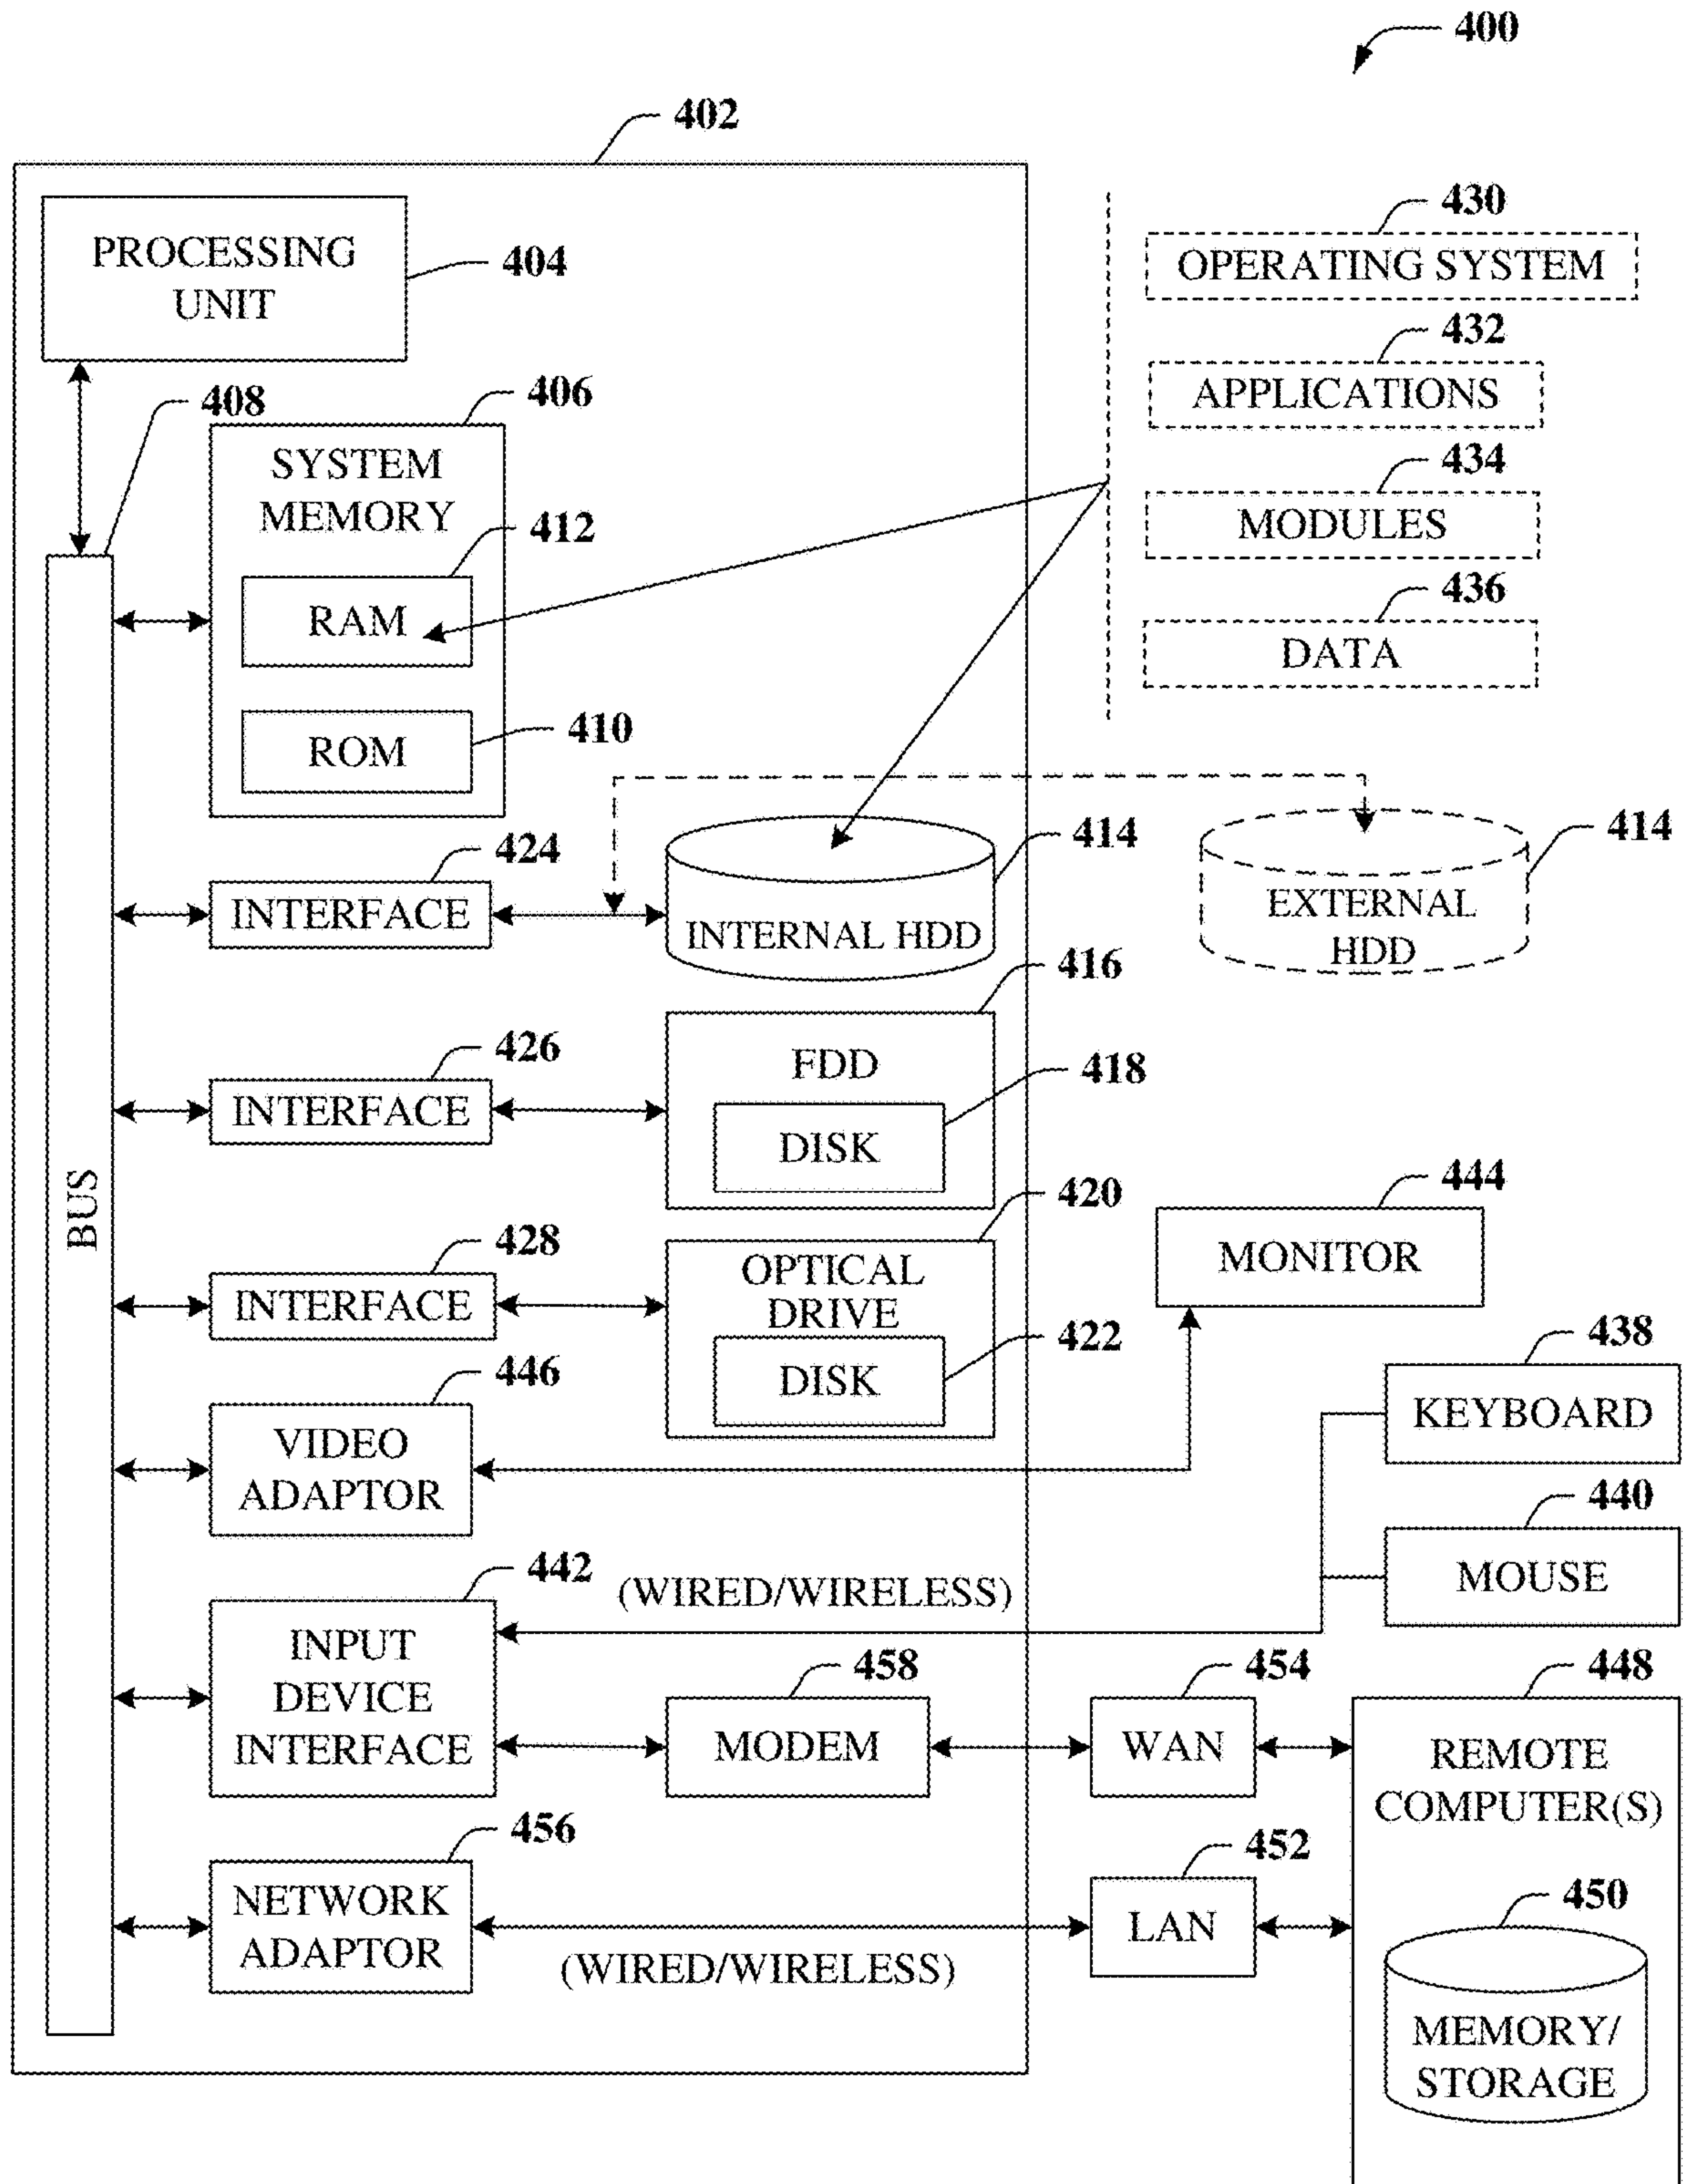 400
402
PROCESSING
UNIT
404
430
OPERATING SYSTEM
432
APPLICATIONS
434
MODULES
436
DATA
408
406
SYSTEM
MEMORY
412
RAM
410
ROM
424
INTERFACE
414
INTERNAL HDD
414
EXTERNAL
HDD
416
FDD
426
INTERFACE
418
DISK
BUS
420
OPTICAL
DRIVE
428
INTERFACE
422
DISK
444
MONITOR
438
KEYBOARD
446
VIDEO
ADAPTOR
440
MOUSE
442
(WIRED/WIRELESS)
INPUT
DEVICE
INTERFACE
458
MODEM
454
WAN
448
REMOTE
COMPUTER(S)
456
NETWORK
ADAPTOR
(WIRED/WIRELESS)
452
LAN
450
MEMORY/
STORAGE